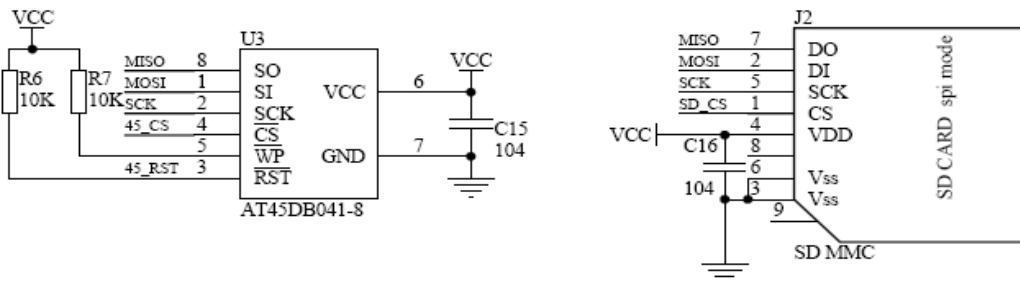 VCC
R6
10K
R7
10K
U3
MISO 8 SO
MOSI 1 SI
SCK 2 SCK
45_CS 4 CS
5 WP
45_RST 3 RST
VCC 6
GND 7
AT45DB041-8
VCC
C15
104
J2
MISO 7 DO
MOSI 2 DI
SCK 5 SCK
SD_CS 1 CS
VCC 4 VDD
8
6 Vss
3 Vss
9
C16
104
SD CARD spi mode
SD MMC